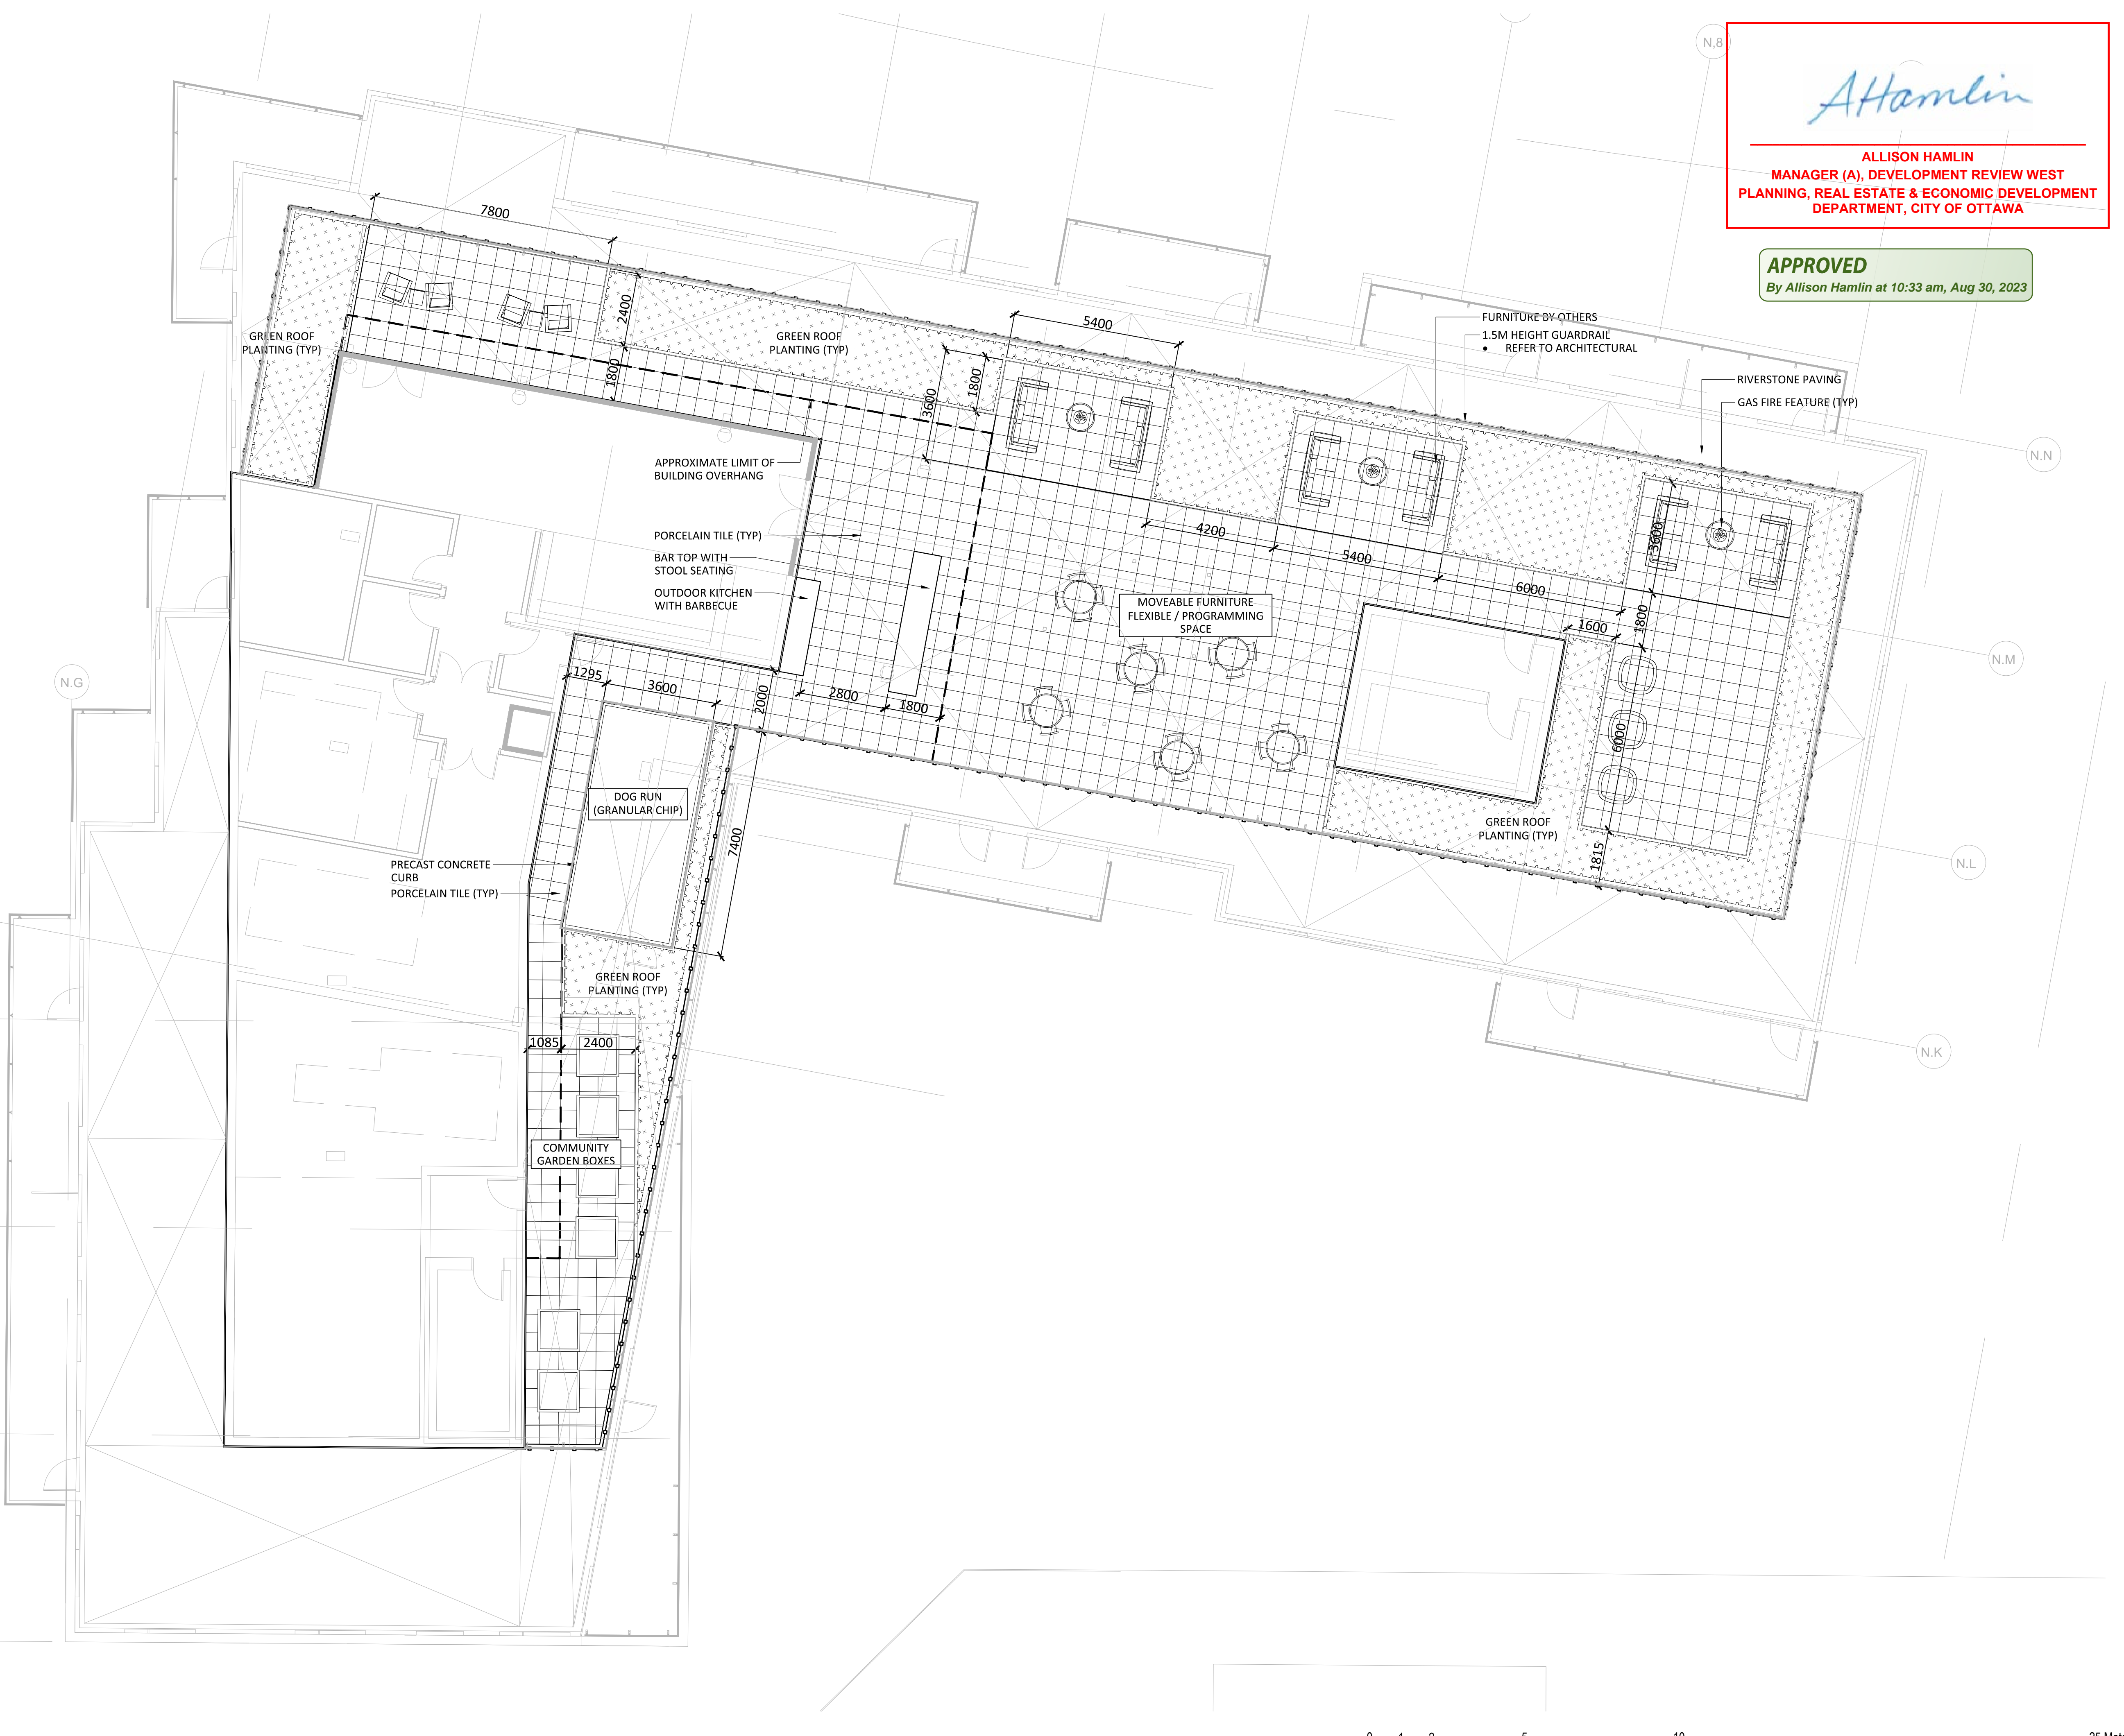 N,8
AHamlin
ALLISON HAMLIN
MANAGER (A), DEVELOPMENT REVIEW WEST
PLANNING, REAL ESTATE & ECONOMIC DEVELOPMENT
DEPARTMENT, CITY OF OTTAWA
APPROVED
By Allison Hamlin at 10:33 am, Aug 30, 2023
7800
2400
1800
GREEN ROOF
PLANTING (TYP)
GREEN ROOF
PLANTING (TYP)
5400
3600
1800
FURNITURE BY OTHERS
1.5M HEIGHT GUARDRAIL
• REFER TO ARCHITECTURAL
RIVERSTONE PAVING
GAS FIRE FEATURE (TYP)
N,N
APPROXIMATE LIMIT OF
BUILDING OVERHANG
PORCELAIN TILE (TYP)
BAR TOP WITH
STOOL SEATING
OUTDOOR KITCHEN
WITH BARBECUE
4200
5400
6000
3600
1800
1600
MOVEABLE FURNITURE
FLEXIBLE / PROGRAMMING
SPACE
N.M
N.G
1295
3600
2000
2800
1800
6000
DOG RUN
(GRANULAR CHIP)
7400
GREEN ROOF
PLANTING (TYP)
1815
N.L
PRECAST CONCRETE
CURB
PORCELAIN TILE (TYP)
GREEN ROOF
PLANTING (TYP)
1085
2400
N.K
COMMUNITY
GARDEN BOXES
0 1 2 5 10